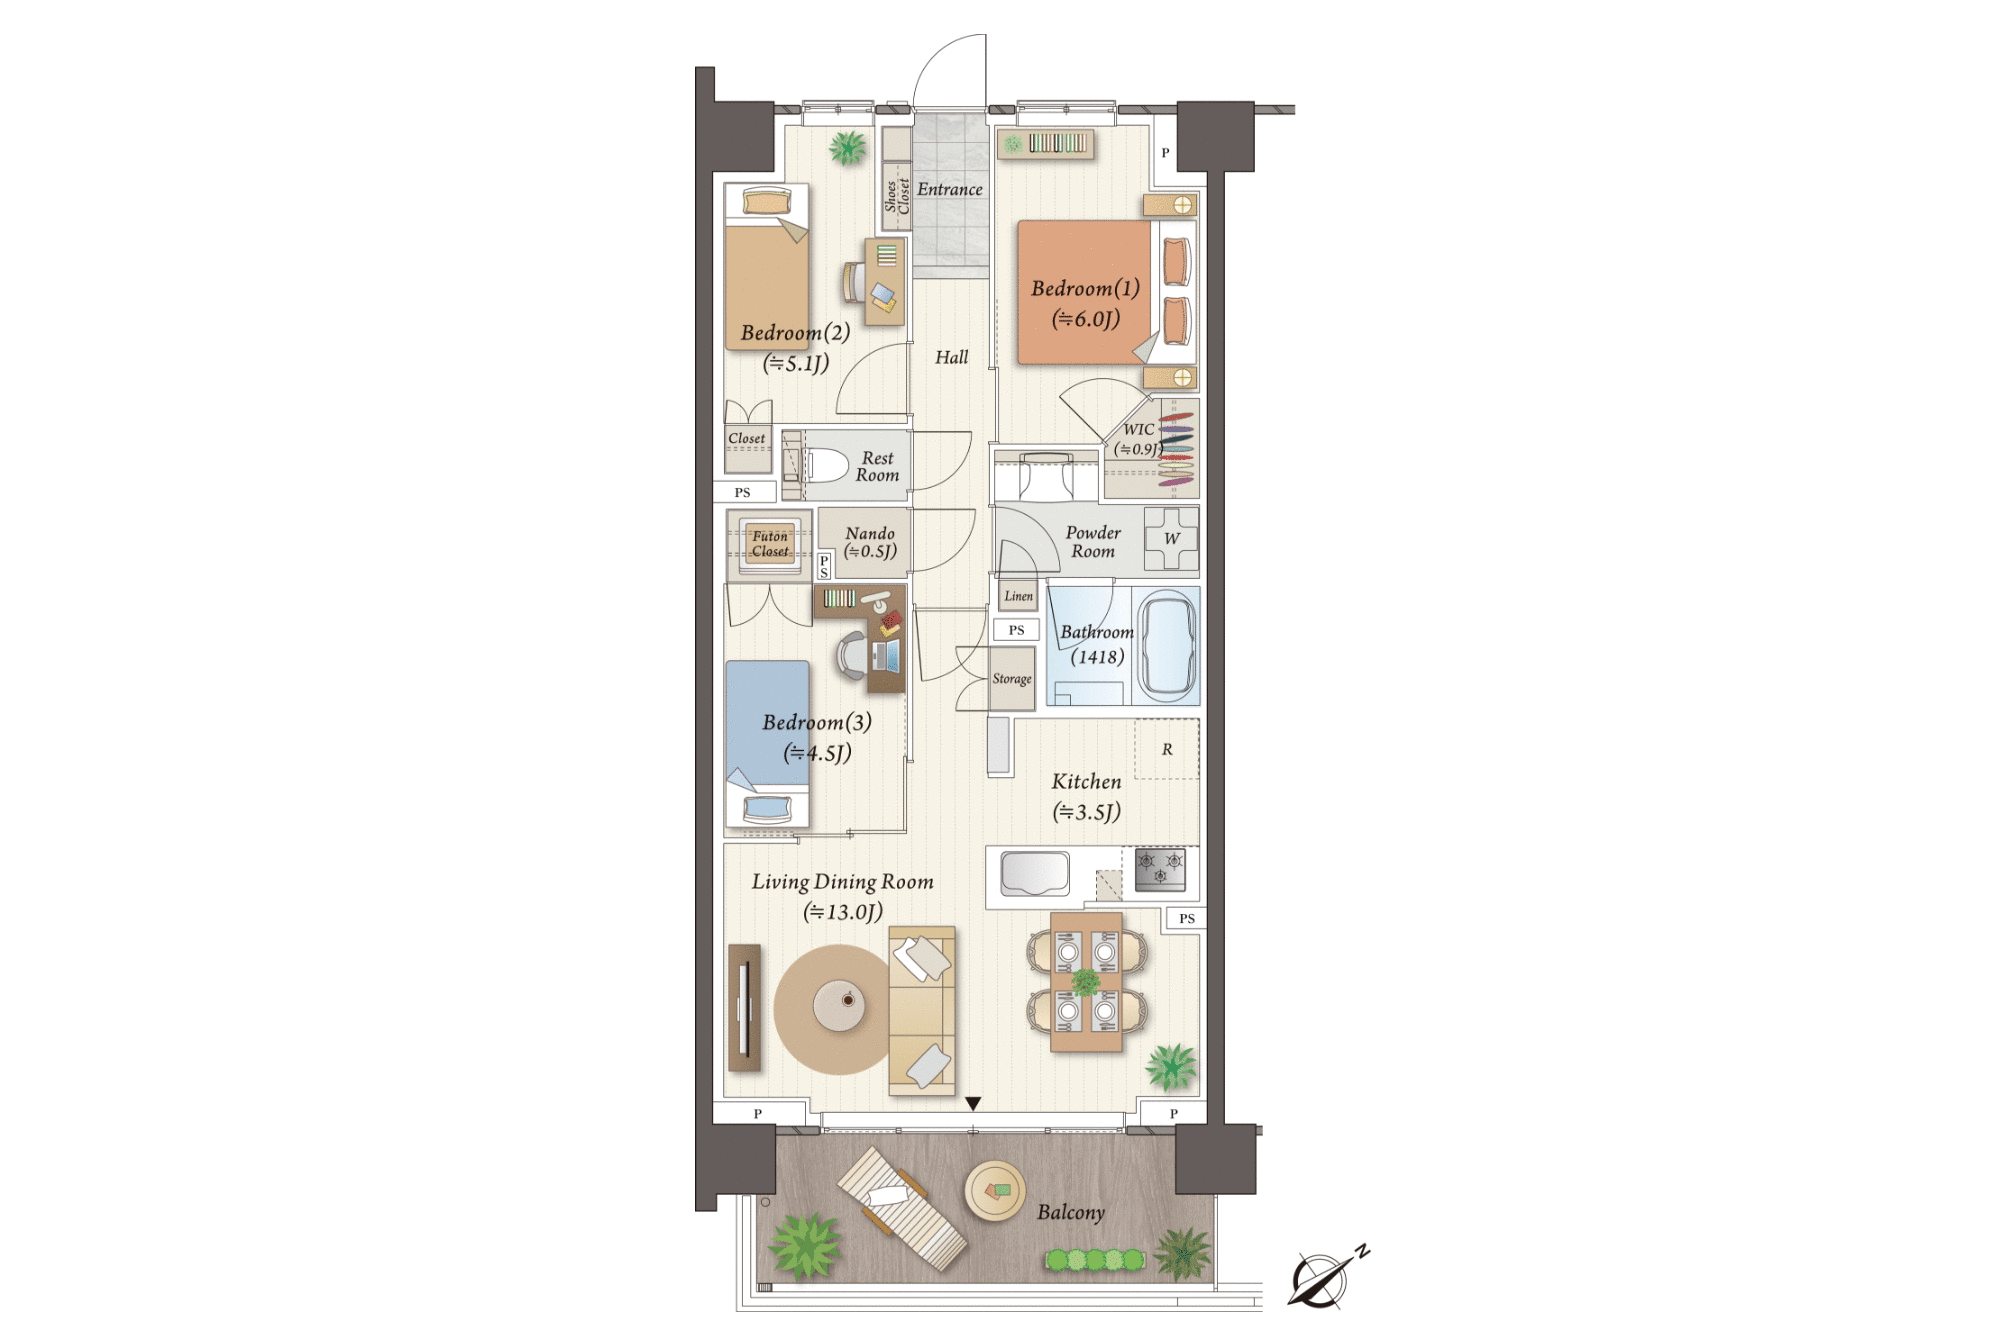 P
Shoes
Closet
Entrance
Bedroom(1)
(≒6.0J)
Bedroom(2)
(≒5.1J)
Hall
Closet
WIC
(≒0.9J)
Rest
Room
PS
Futon
Closet
Nando
(≒0.5J)
PS
Powder
Room
W
Linen
PS
Bathroom
(1418)
Storage
Bedroom(3)
(≒4.5J)
R
Kitchen
(≒3.5J)
Living Dining Room
(≒13.0J)
PS
P
P
Balcony
N